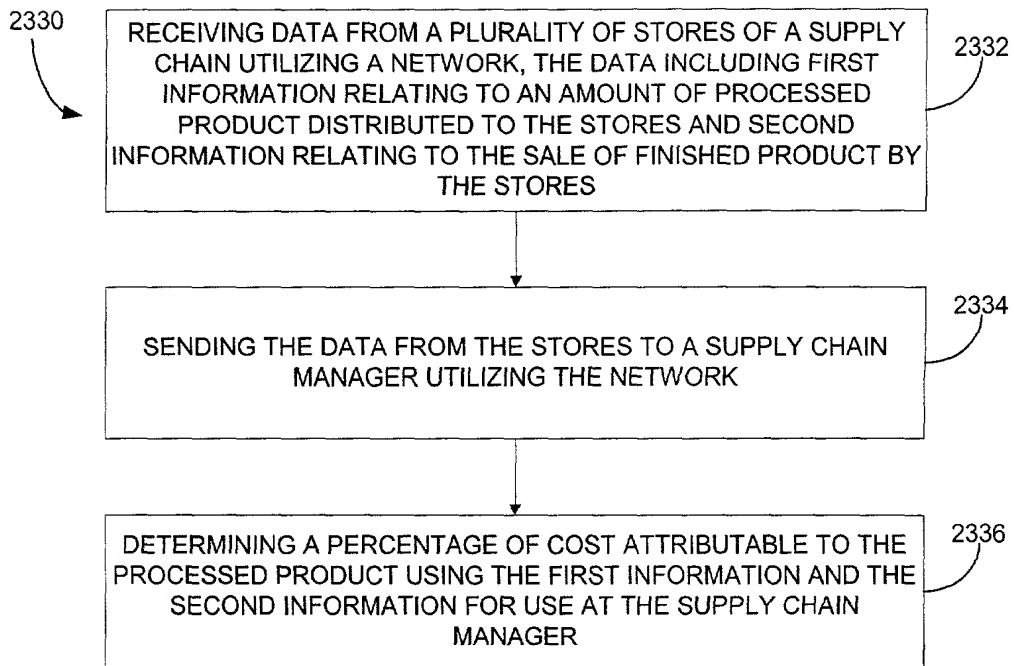 2330
RECEIVING DATA FROM A PLURALITY OF STORES OF A SUPPLY
CHAIN UTILIZING A NETWORK, THE DATA INCLUDING FIRST
INFORMATION RELATING TO AN AMOUNT OF PROCESSED
PRODUCT DISTRIBUTED TO THE STORES AND SECOND
INFORMATION RELATING TO THE SALE OF FINISHED PRODUCT BY
THE STORES
2332
SENDING THE DATA FROM THE STORES TO A SUPPLY CHAIN
MANAGER UTILIZING THE NETWORK
2334
DETERMINING A PERCENTAGE OF COST ATTRIBUTABLE TO THE
PROCESSED PRODUCT USING THE FIRST INFORMATION AND THE
SECOND INFORMATION FOR USE AT THE SUPPLY CHAIN
MANAGER
2336